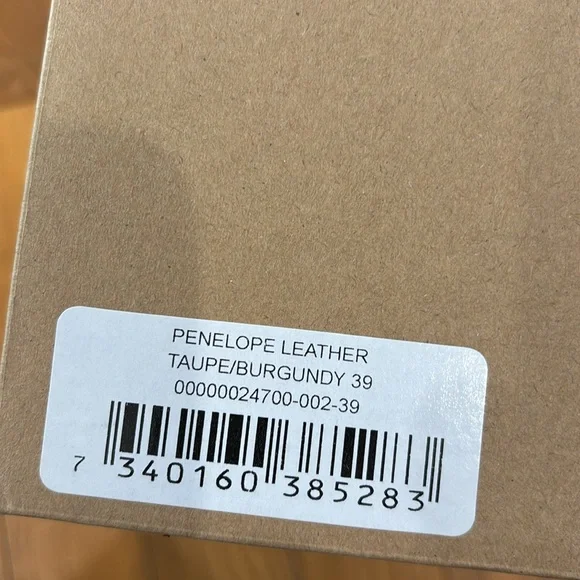 PENELOPE LEATHER
TAUPE/BURGUNDY 39
00000024700-002-39
7 340160 385283